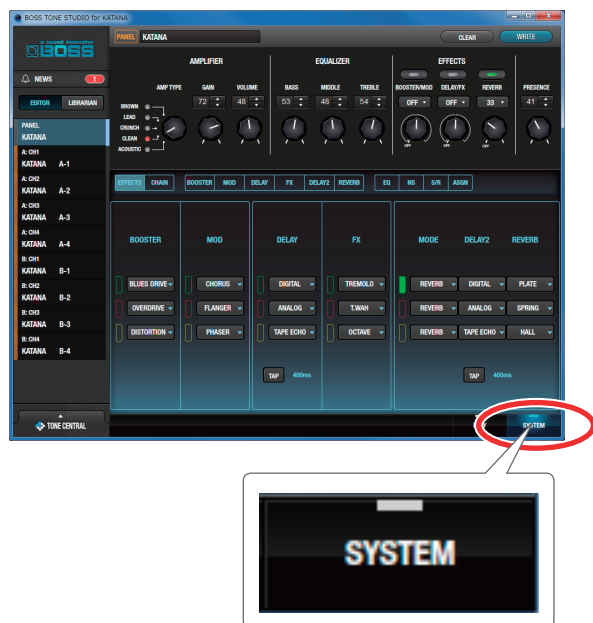 BOSS TONE STUDIO for KATANA
a sound innovator
BOSS
PANEL KATANA
CLEAR WRITE
NEWS 1
EDITOR LIBRARIAN
PANEL
KATANA
A: CH1
KATANA A-1
A: CH2
KATANA A-2
A: CH3
KATANA A-3
A: CH4
KATANA A-4
B: CH1
KATANA B-1
B: CH2
KATANA B-2
B: CH3
KATANA B-3
B: CH4
KATANA B-4
TONE CENTRAL
AMPLIFIER EQUALIZER EFFECTS
AMP TYPE GAIN VOLUME BASS MIDDLE TREBLE BOOSTER/MOD DELAY/FX REVERB PRESENCE
72 48 53 48 54 OFF OFF 33 41
BROWN
LEAD
CRUNCH
CLEAN
ACOUSTIC
OFF OFF OFF
EFFECTS CHAIN BOOSTER MOD DELAY FX DELAY2 REVERB EQ NS S/R ASGN
BOOSTER MOD DELAY FX MODE DELAY2 REVERB
BLUES DRIVE CHORUS DIGITAL TREMOLO REVERB DIGITAL PLATE
OVERDRIVE FLANGER ANALOG T.WAH REVERB ANALOG SPRING
DISTORTION PHASER TAPE ECHO OCTAVE REVERB TAPE ECHO HALL
TAP 400ms TAP 400ms
SYSTEM
SYSTEM